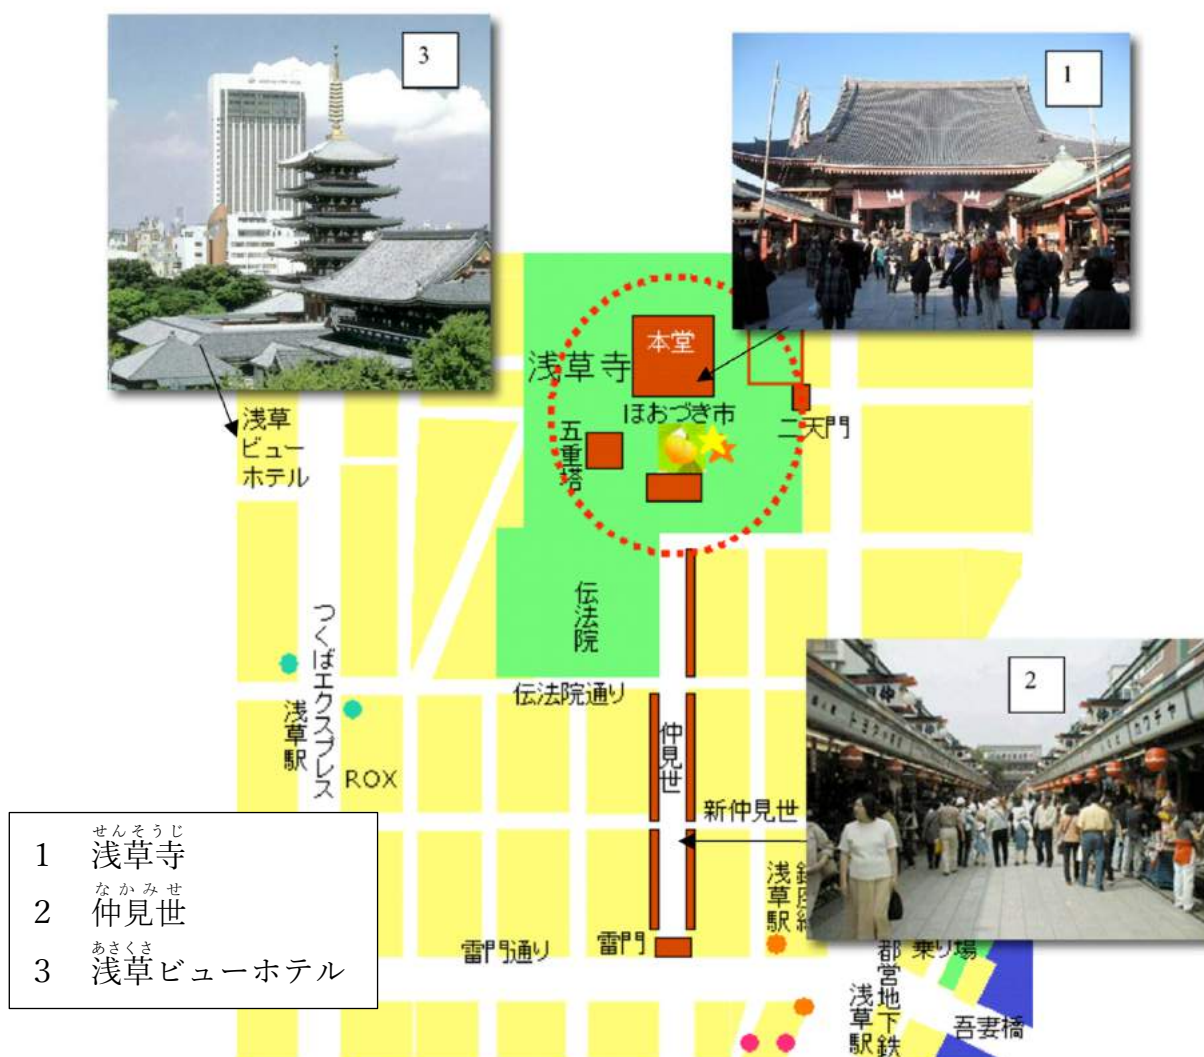 3
1
本堂
浅草寺
ほおづき市
二天門
五重塔
浅草
ビュー
ホテル
伝法院
伝法院通り
つくばエクスプレス
浅草駅
ROX
仲見世
新仲見世
2
浅草駅
雷門通り
雷門
乗り場
都営地下鉄
浅草駅
吾妻橋
せんそうじ
1 浅草寺
なかみせ
2 仲見世
あさくさ
3 浅草ビューホテル